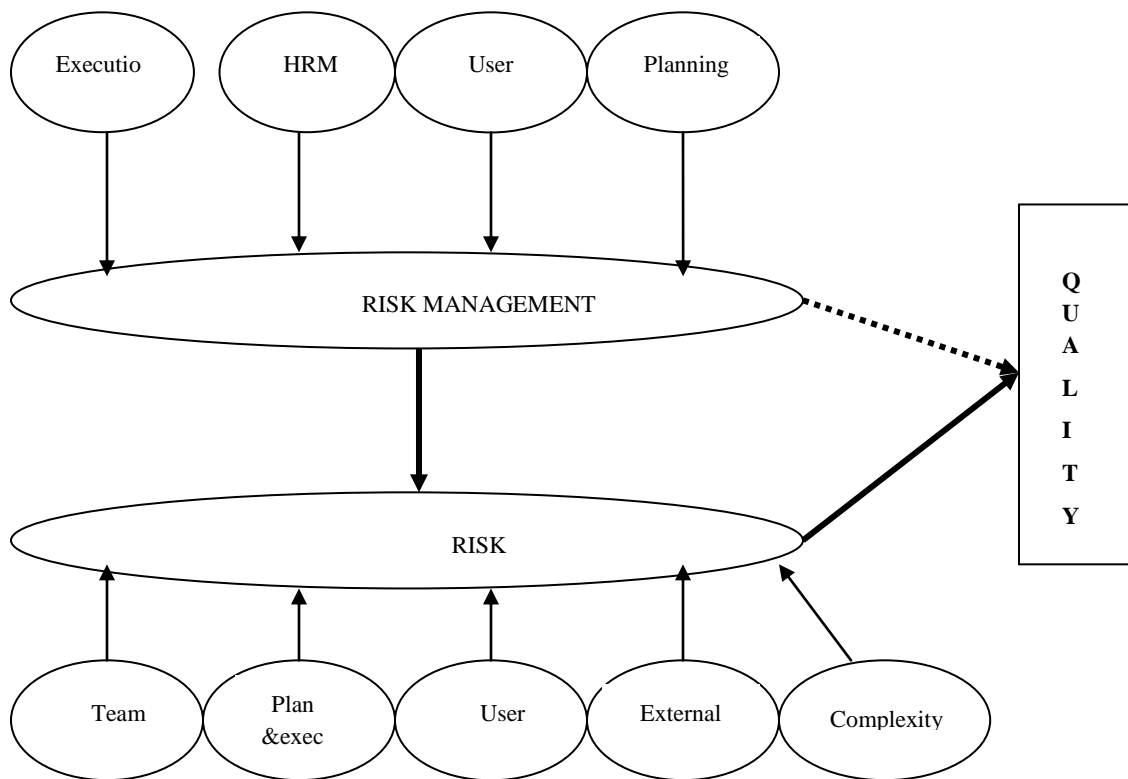 Executio
HRM
User
Planning
RISK MANAGEMENT
Q
U
A
L
I
T
Y
RISK
Team
Plan
&exec
User
External
Complexity